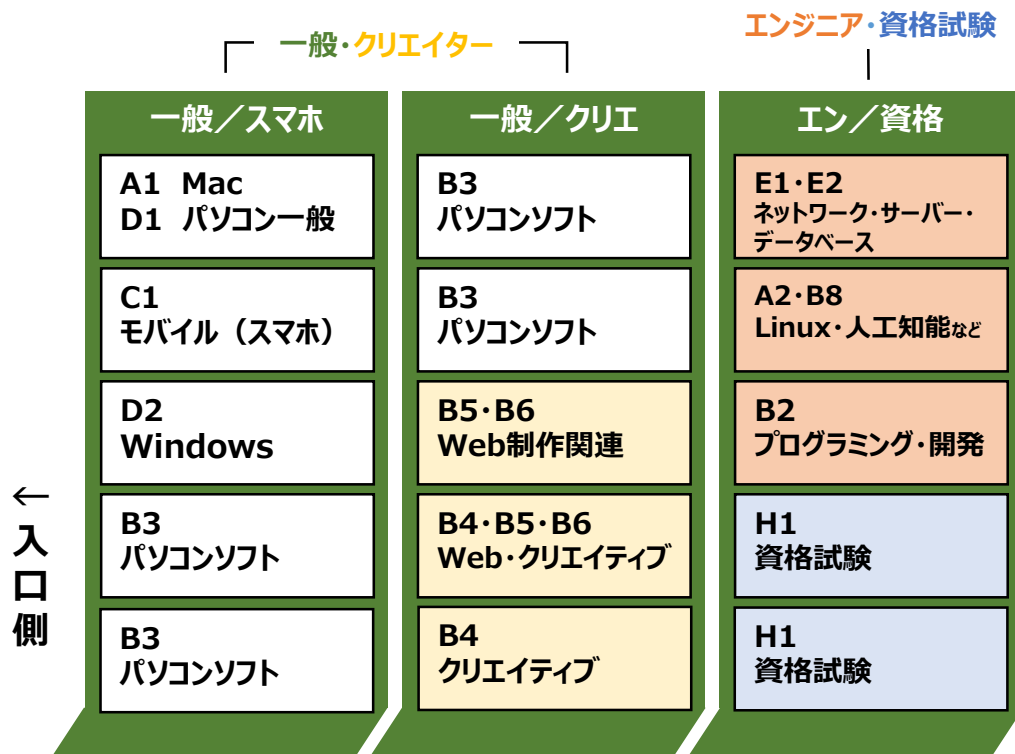 一般・クリエイター
エンジニア・資格試験
一般／スマホ
A1 Mac
D1 パソコン一般
C1
モバイル（スマホ）
D2
Windows
B3
パソコンソフト
B3
パソコンソフト
一般／クリエ
B3
パソコンソフト
B3
パソコンソフト
B5・B6
Web制作関連
B4・B5・B6
Web・クリエイティブ
B4
クリエイティブ
エン／資格
E1・E2
ネットワーク・サーバー・
データベース
A2・B8
Linux・人工知能など
B2
プログラミング・開発
H1
資格試験
H1
資格試験
←入口側